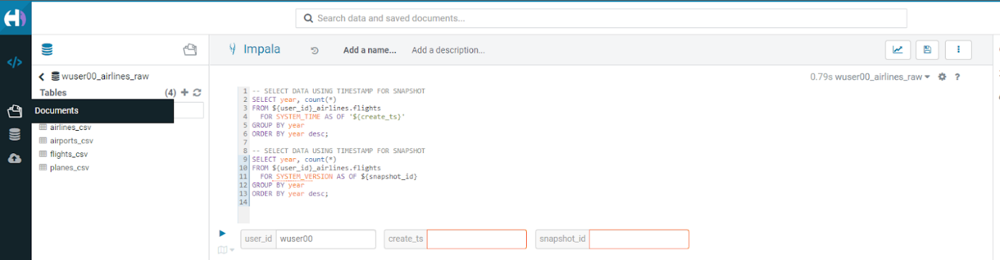 Search data and saved documents...
</>
Impala
Add a name...
Add a description...
wuser00_airlines_raw
0.79s wuser00_airlines_raw ?
Tables (4)
Documents
airlines_csv
airports_csv
flights_csv
planes_csv
1 -- SELECT DATA USING TIMESTAMP FOR SNAPSHOT
2 SELECT year, count(*)
3 FROM ${user_id}_airlines.flights
4 FOR SYSTEM_TIME AS OF '${create_ts}'
5 GROUP BY year
6 ORDER BY year desc;
7
8 -- SELECT DATA USING TIMESTAMP FOR SNAPSHOT
9 SELECT year, count(*)
10 FROM ${user_id}_airlines.flights
11 FOR SYSTEM_VERSION AS OF ${snapshot_id}
12 GROUP BY year
13 ORDER BY year desc;
14
user_id wuser00 create_ts snapshot_id